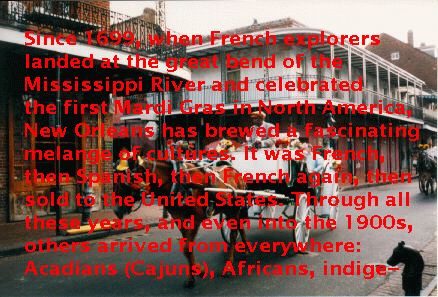 Since 1699, when French explorers
landed at the great bend of the
Mississippi River and celebrated
the first Mardi Gras in North America,
New Orleans has brewed a fascinating
melange of cultures. It was French,
then Spanish, then French again, then
sold to the United States. Through all
these years, and even into the 1900s,
others arrived from everywhere:
Acadians (Cajuns), Africans, indige-